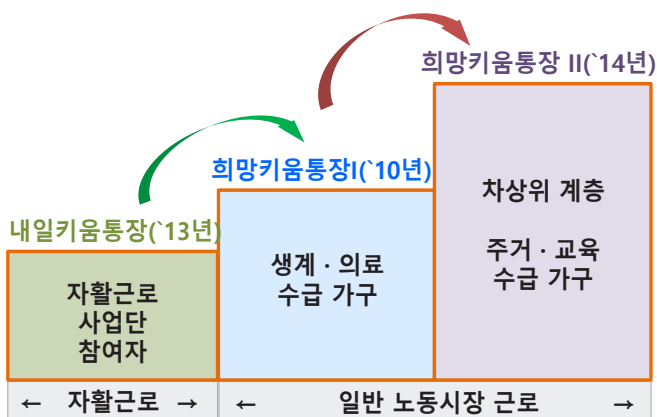 희망키움통장 II(`14년)
희망키움통장I(`10년)
내일키움통장(`13년)
차상위 계층
주거 · 교육
수급 가구
생계 · 의료
수급 가구
자활근로
사업단
참여자
← 자활근로 →
← 일반 노동시장 근로 →